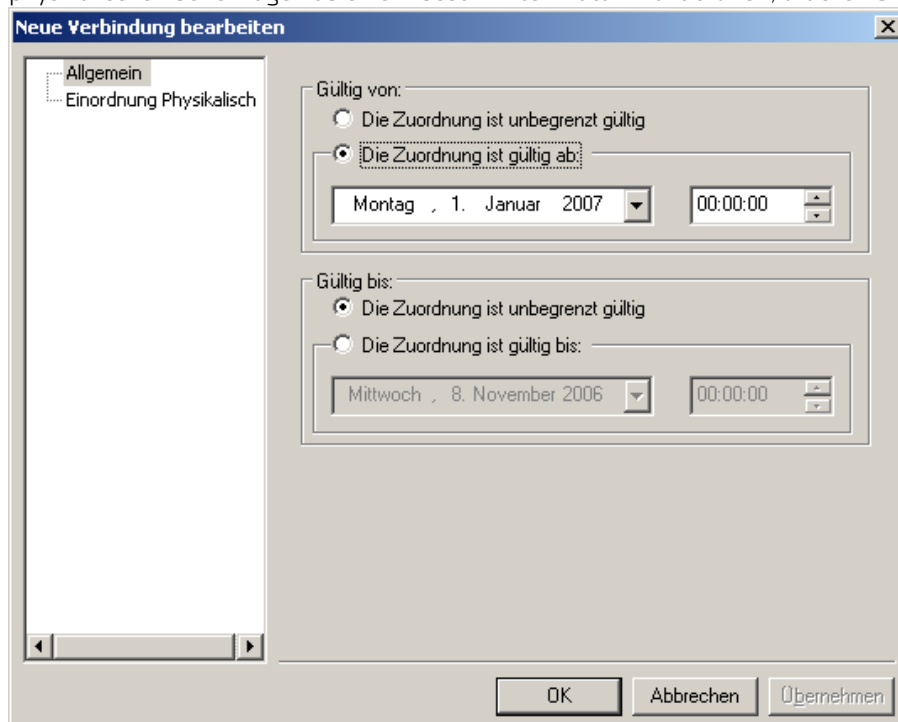 Neue Verbindung bearbeiten
Allgemein
Einordnung Physikalisch
Gültig von:
Die Zuordnung ist unbegrenzt gültig
Die Zuordnung ist gültig ab:
Montag , 1. Januar 2007 00:00:00
Gültig bis:
Die Zuordnung ist unbegrenzt gültig
Die Zuordnung ist gültig bis:
Mittwoch , 8. November 2006 00:00:00
OK Abbrechen Übernehmen